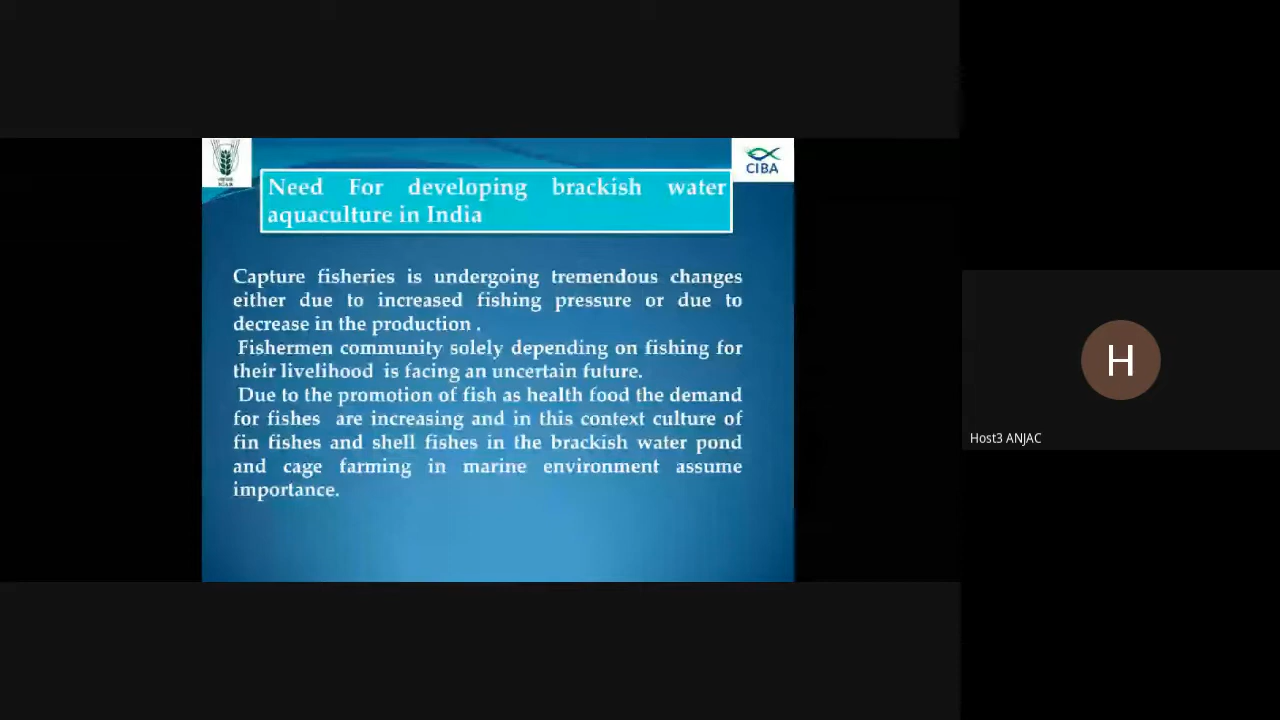 CIBA
Need For developing brackish water
aquaculture in India
Capture fisheries is undergoing tremendous changes
either due to increased fishing pressure or due to
decrease in the production .
Fishermen community solely depending on fishing for
their livelihood is facing an uncertain future.
Due to the promotion of fish as health food the demand
for fishes are increasing and in this context culture of
fin fishes and shell fishes in the brackish water pond
and cage farming in marine environment assume
importance.
H
Host3 ANJAC